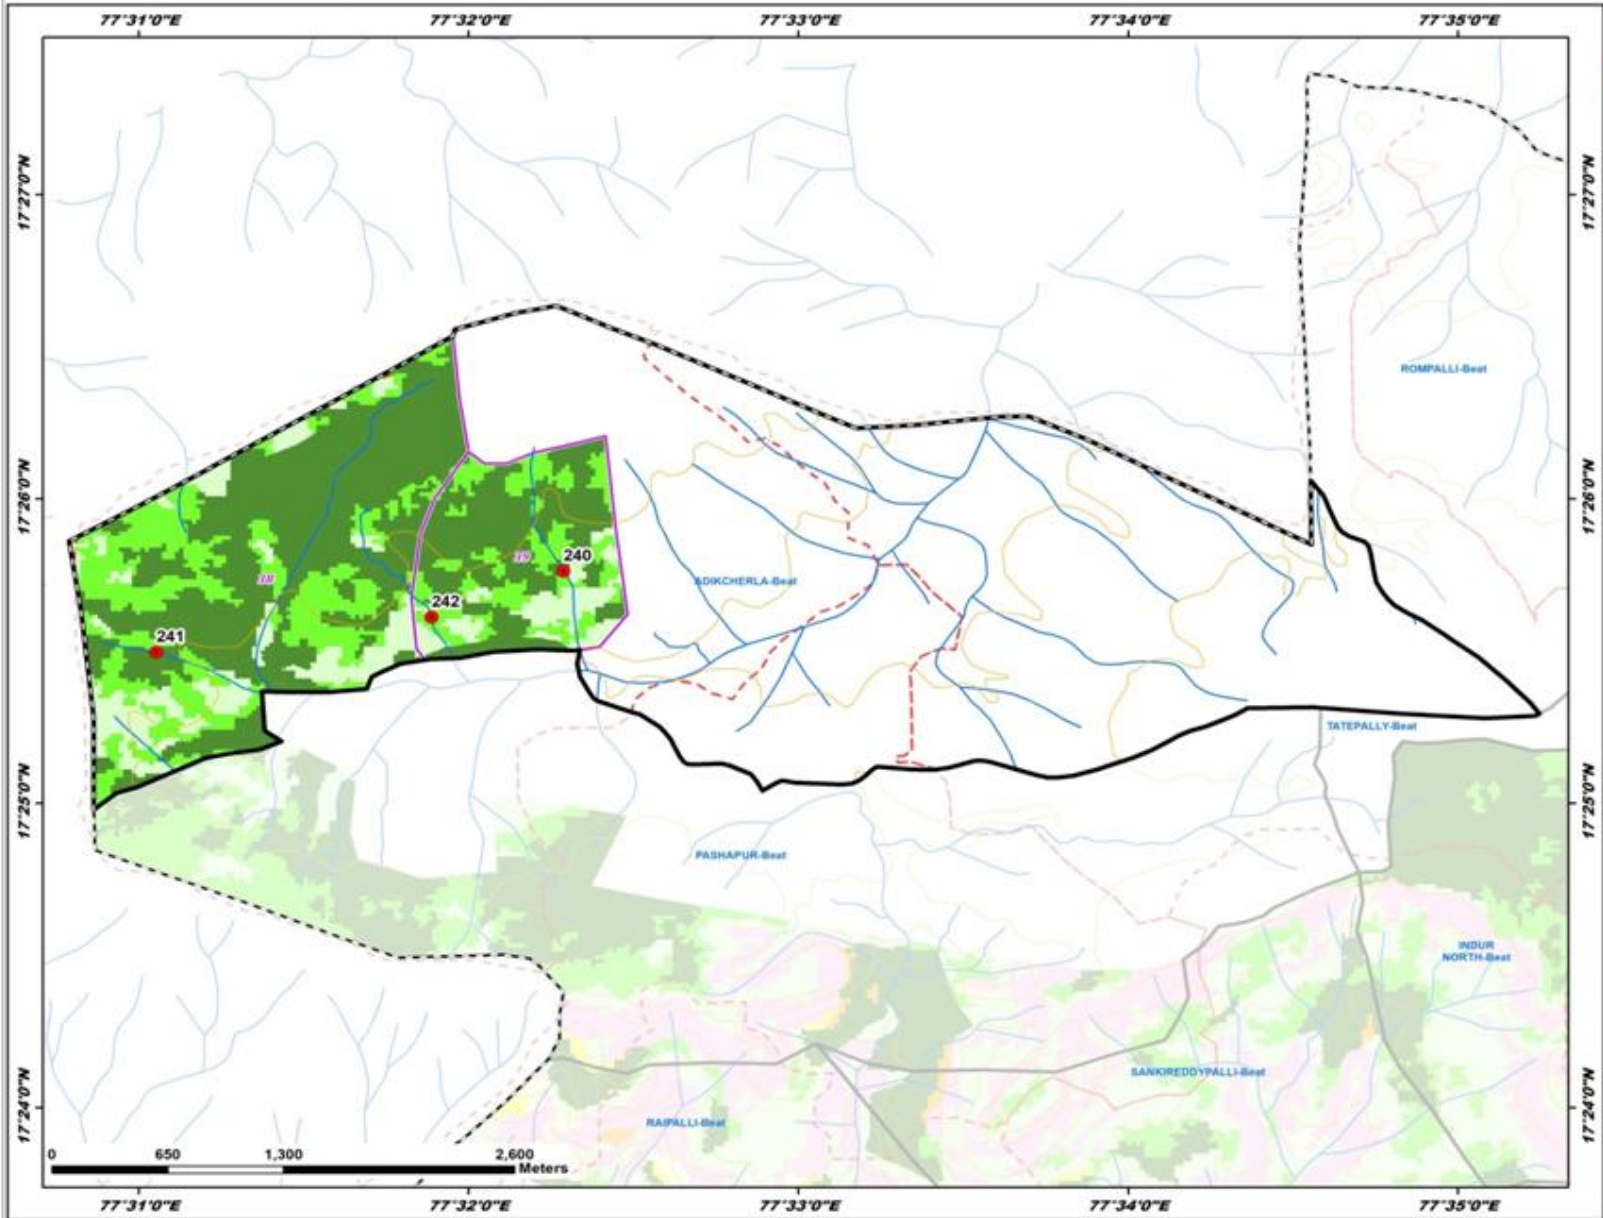 77°31'0"E 77°32'0"E 77°33'0"E 77°34'0"E 77°35'0"E
17°27'0"N 17°27'0"N
ROMPALLI-Beat
17°26'0"N 17°26'0"N
19
240
18
ADIKCHERLA-Beat
242
241
TATEPALLY-Beat
17°25'0"N 17°25'0"N
PASHAPUR-Beat
INDUR
NORTH-Beat
SANKIREDDYPALLI-Beat
17°24'0"N 17°24'0"N
RAIPALLI-Beat
0 650 1,300 2,600
Meters
77°31'0"E 77°32'0"E 77°33'0"E 77°34'0"E 77°35'0"E